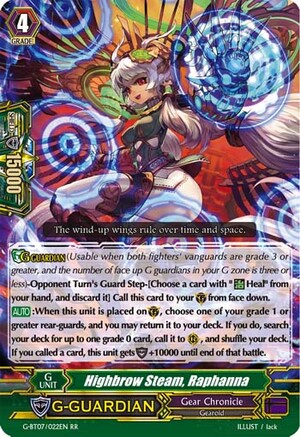 4
GRADE
15000
The wind-up wings rule over time and space.
G GUARDIAN (Usable when both fighters' vanguards are grade 3 or
greater, and the number of face up G guardians in your G zone is three or
less)-Opponent Turn's Guard Step-[Choose a card with " Heal" from
your hand, and discard it] Call this card to your from face down.
AUTO :When this unit is placed on , choose one of your grade 1 or
greater rear-guards, and you may return it to your deck. If you do, search
your deck for up to one grade 0 card, call it to , and shuffle your deck.
If you called a card, this unit gets +10000 until end of that battle.
G
UNIT
Highbrow Steam, Raphanna
G-GUARDIAN
Gear Chronicle
Gearoid
G-BT07/022EN RR
ILLUST / lack